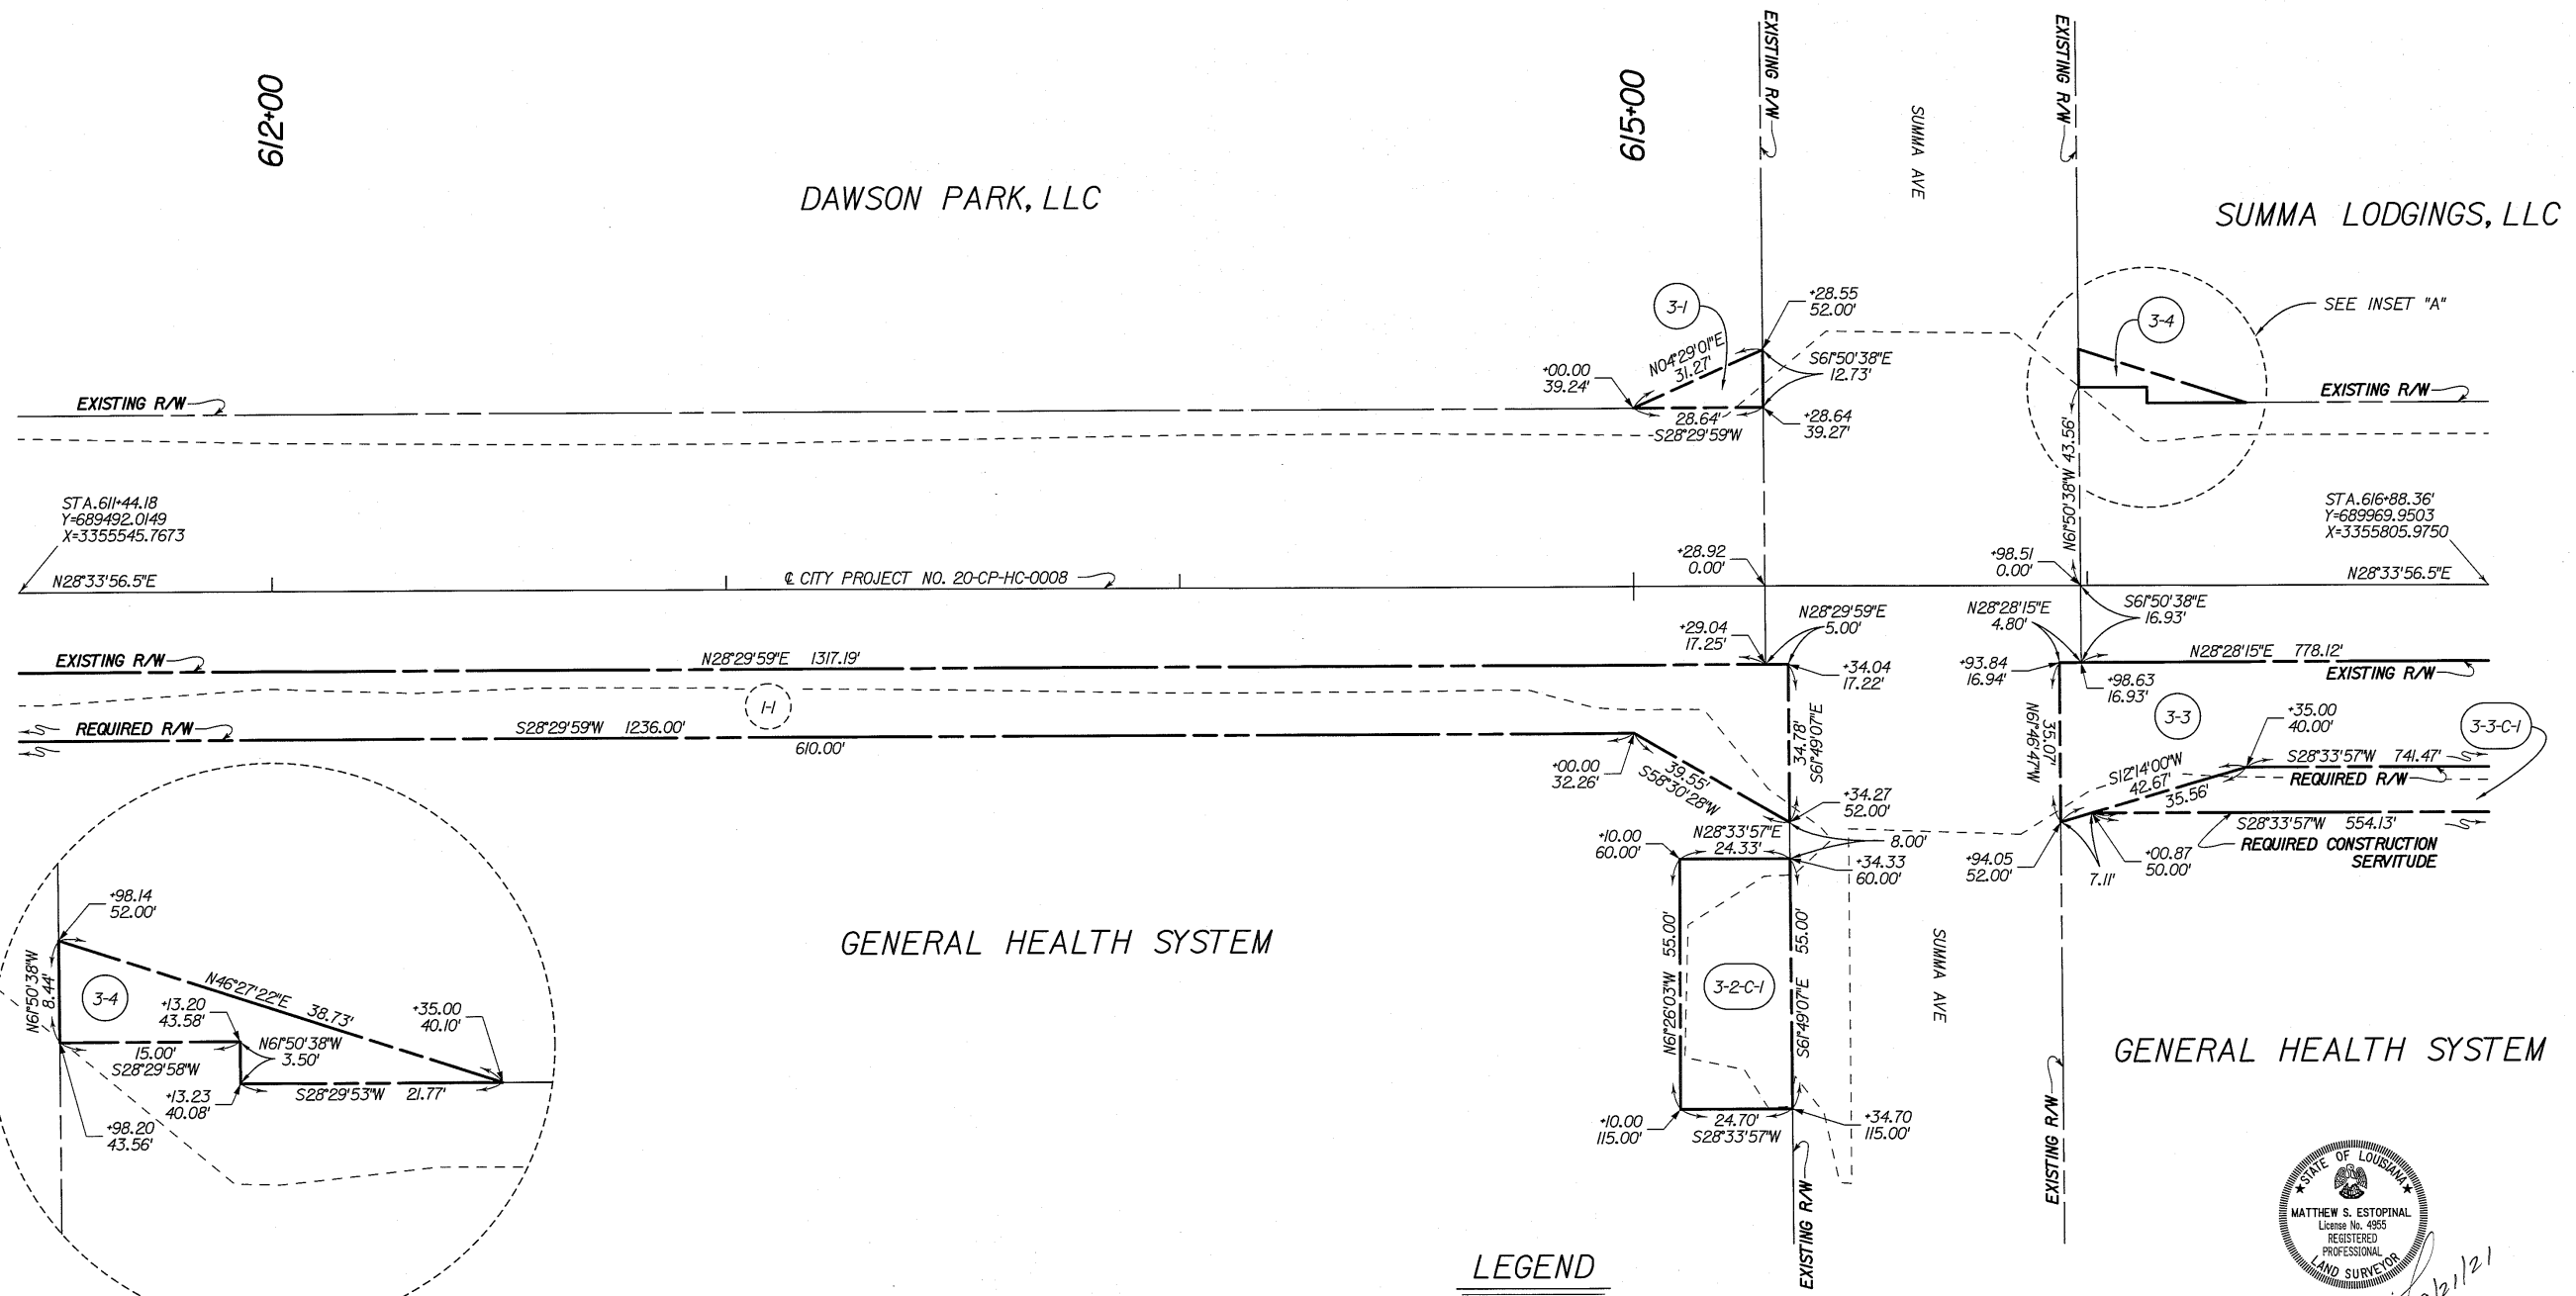 612+00
615+00
EXISTING R/W
EXISTING R/W
SUMMA AVE
DAWSON PARK, LLC
SUMMA LODGINGS, LLC
SEE INSET "A"
3-1
3-4
+28.55
52.00'
N04°29'01"E
31.27'
S61°50'38"E
12.73'
+00.00
39.24'
28.64'
S28°29'59"W
+28.64
39.27'
EXISTING R/W
EXISTING R/W
N61°50'38"W 43.56'
STA.611+44.18
Y=689492.0149
X=3355545.7673
STA.616+88.36'
Y=689969.9503
X=3355805.9750
N28°33'56.5"E
℄ CITY PROJECT NO. 20-CP-HC-0008
+28.92
0.00'
+98.51
0.00'
N28°33'56.5"E
EXISTING R/W
N28°29'59"E 1317.19'
+29.04
17.25'
N28°29'59"E
5.00'
+34.04
17.22'
N28°28'15"E
4.80'
S61°50'38"E
16.93'
+93.84
16.94'
+98.63
16.93'
N28°28'15"E 778.12'
EXISTING R/W
1-1
REQUIRED R/W
S28°29'59"W 1236.00'
610.00'
34.78'
S61°49'07"E
35.07'
N61°46'47"W
3-3
+35.00
40.00'
3-3-C-1
+00.00
32.26'
39.55'
S58°30'28"W
S12°14'00"W
42.67'
35.56'
S28°33'57"W 741.47'
REQUIRED R/W
+34.27
52.00'
8.00'
+10.00
60.00'
N28°33'57"E
24.33'
+34.33
60.00'
+94.05
52.00'
7.11'
+00.87
50.00'
S28°33'57"W 554.13'
REQUIRED CONSTRUCTION
SERVITUDE
GENERAL HEALTH SYSTEM
N61°26'03"W 55.00'
3-2-C-1
S61°49'07"E 55.00'
SUMMA AVE
+10.00
115.00'
24.70'
S28°33'57"W
+34.70
115.00'
EXISTING R/W
EXISTING R/W
GENERAL HEALTH SYSTEM
+98.14
52.00'
N61°50'38"W
8.44'
3-4
N46°27'22"E 38.73'
+13.20
43.58'
+35.00
40.10'
15.00'
S28°29'58"W
N61°50'38"W
3.50'
S28°29'53"W 21.77'
+13.23
40.08'
+98.20
43.56'
LEGEND
STATE OF LOUISIANA
MATTHEW S. ESTOPINAL
License No. 4955
REGISTERED
PROFESSIONAL
LAND SURVEYOR